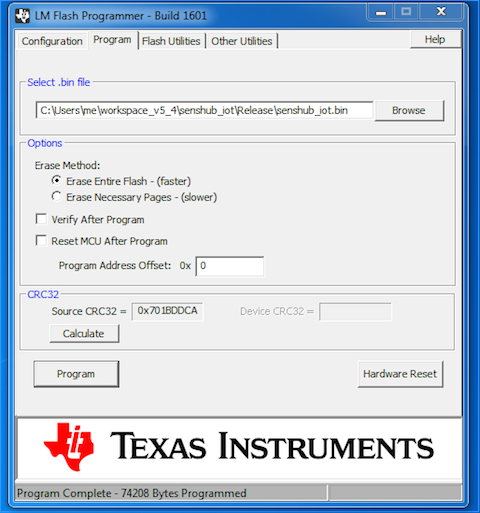 LM Flash Programmer - Build 1601
Configuration Program Flash Utilities Other Utilities Help
Select .bin file
C:\Users\me\workspace_v5_4\senshub_iot\Release\senshub_iot.bin Browse
Options
Erase Method:
Erase Entire Flash - (faster)
Erase Necessary Pages - (slower)
Verify After Program
Reset MCU After Program
Program Address Offset: 0x 0
CRC32
Source CRC32 = 0x701BDDCA Device CRC32 =
Calculate
Program Hardware Reset
TEXAS INSTRUMENTS
Program Complete - 74208 Bytes Programmed